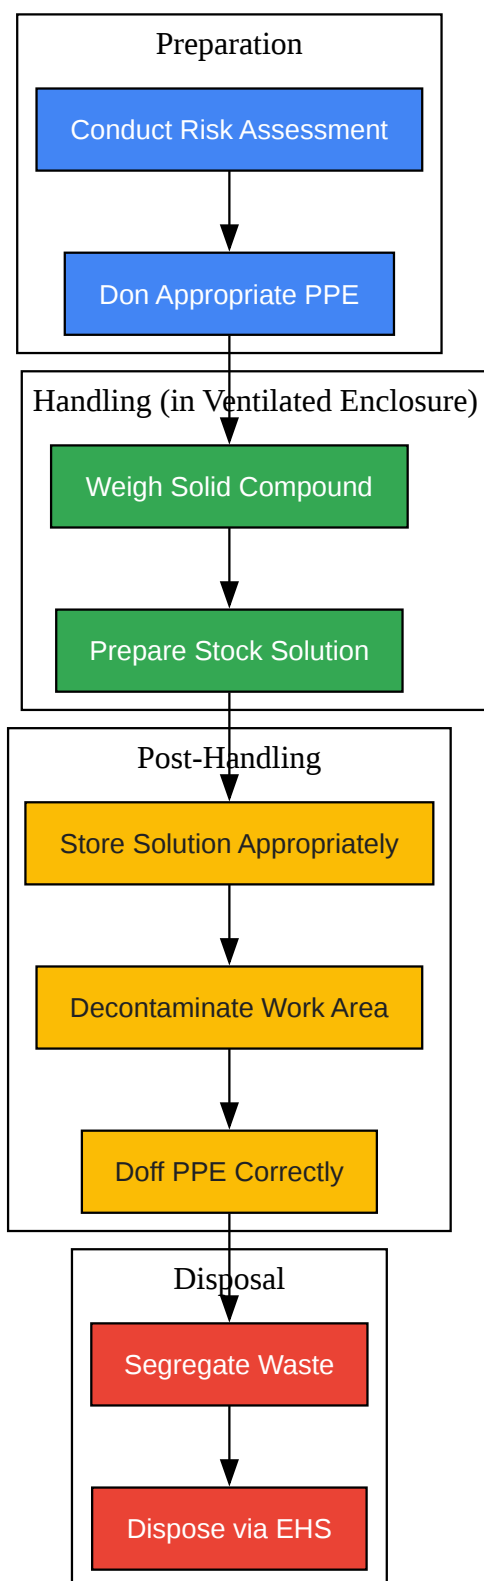 Preparation
Conduct Risk Assessment
Don Appropriate PPE
Handling (in Ventilated Enclosure)
Weigh Solid Compound
Prepare Stock Solution
Post-Handling
Store Solution Appropriately
Decontaminate Work Area
Doff PPE Correctly
Disposal
Segregate Waste
Dispose via EHS